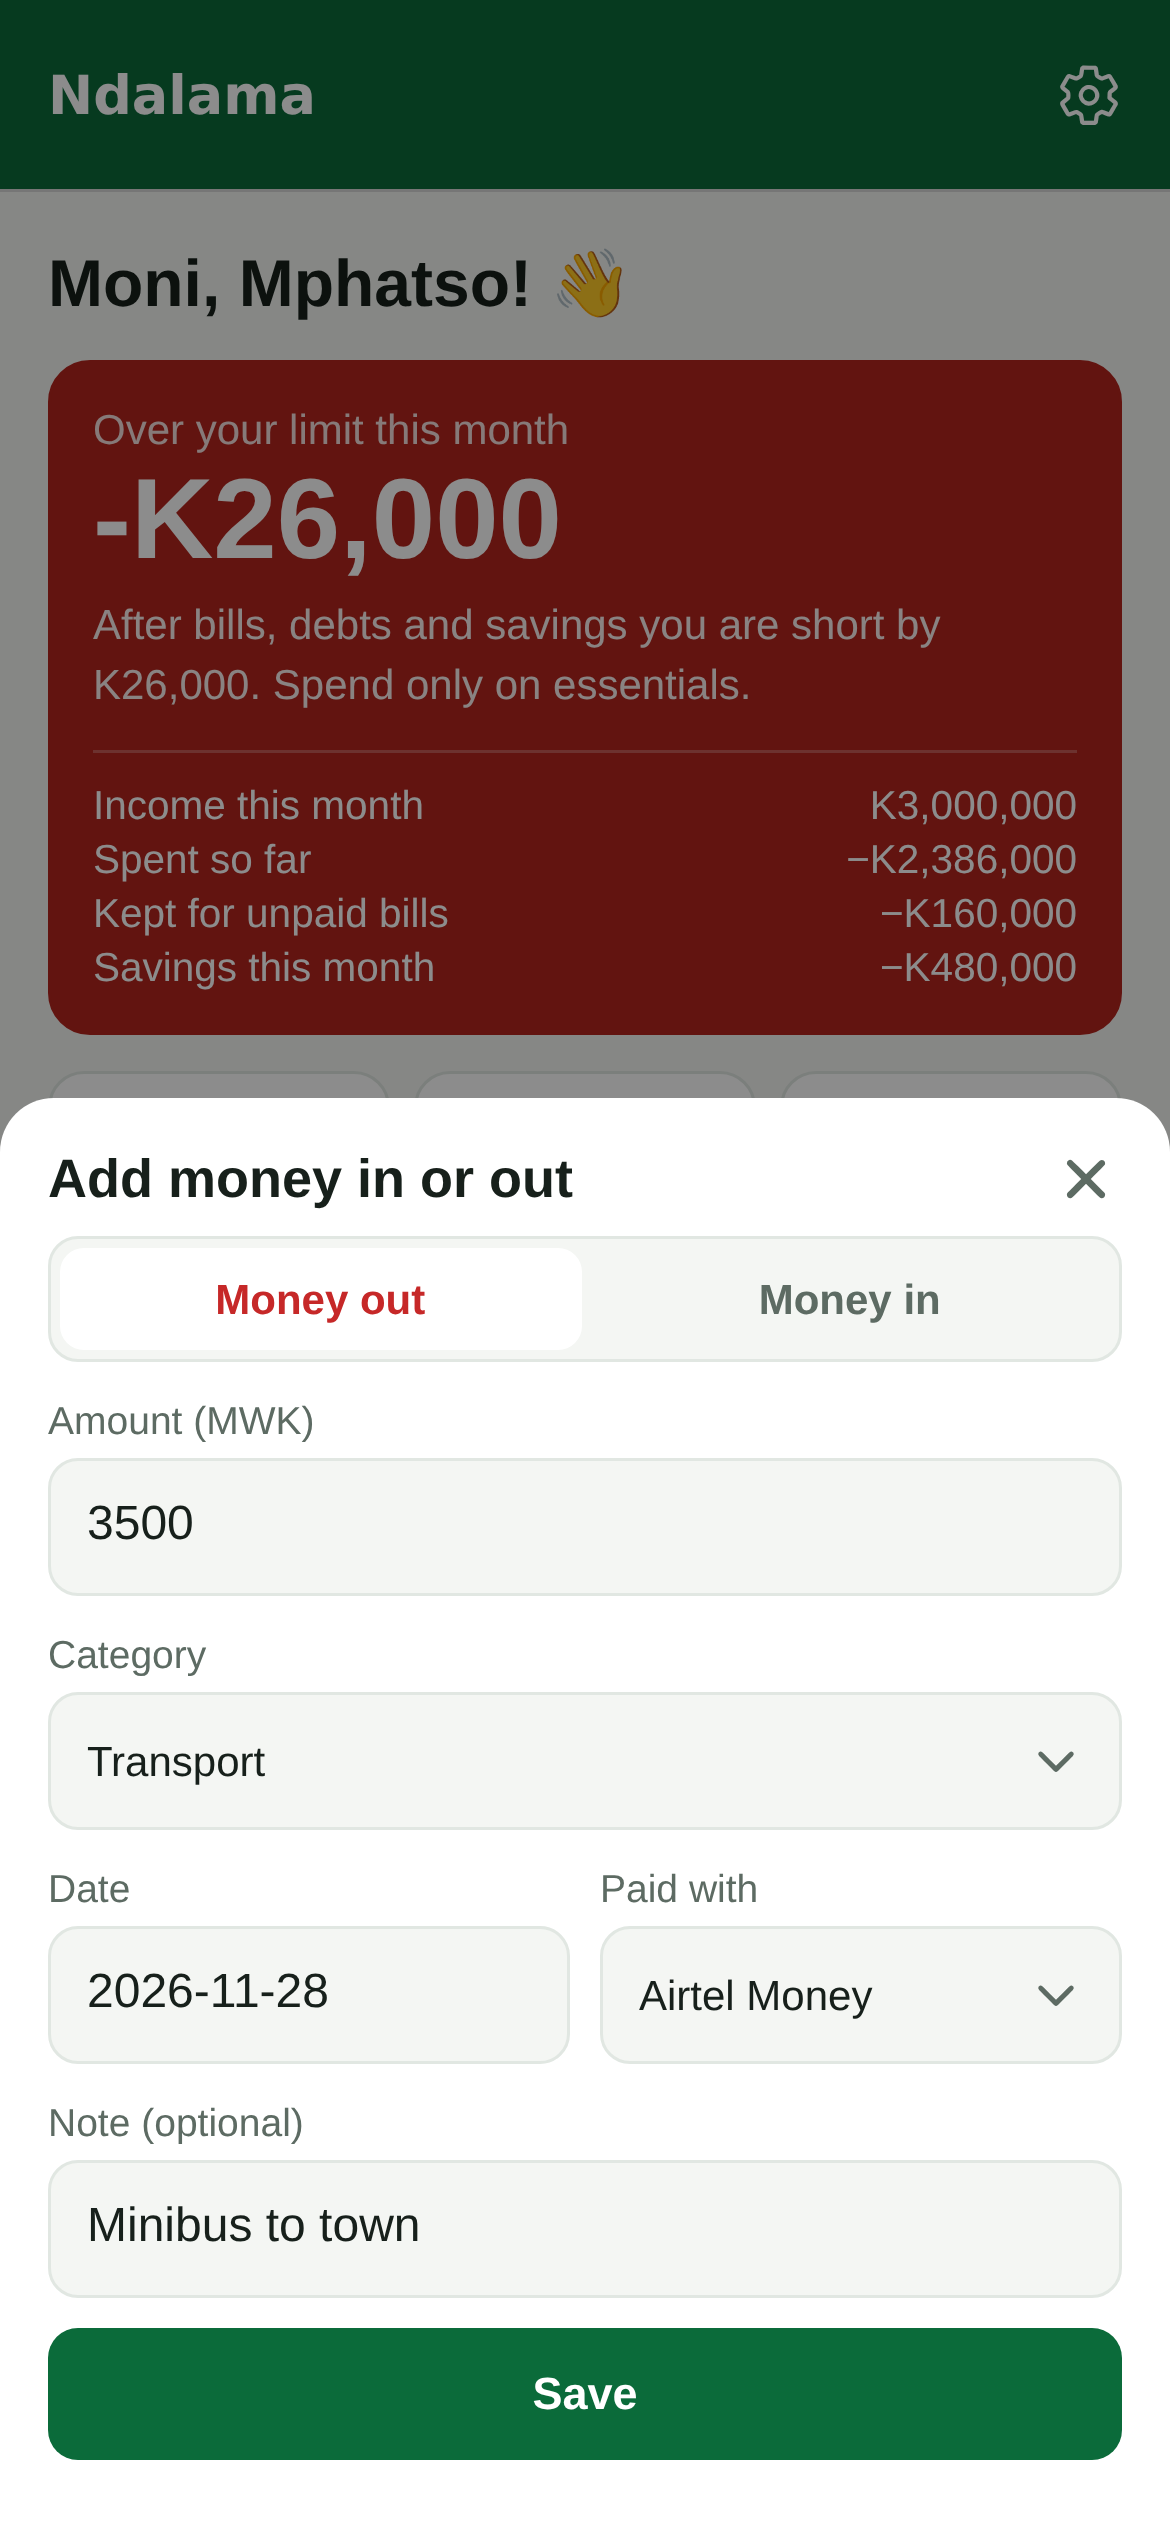 Ndalama
Moni, Mphatso! 👋
Over your limit this month
-K26,000
After bills, debts and savings you are short by
K26,000. Spend only on essentials.
Income this month K3,000,000
Spent so far −K2,386,000
Kept for unpaid bills −K160,000
Savings this month −K480,000
Add money in or out
Money out Money in
Amount (MWK)
3500
Category
Transport
Date Paid with
2026-11-28 Airtel Money
Note (optional)
Minibus to town
Save